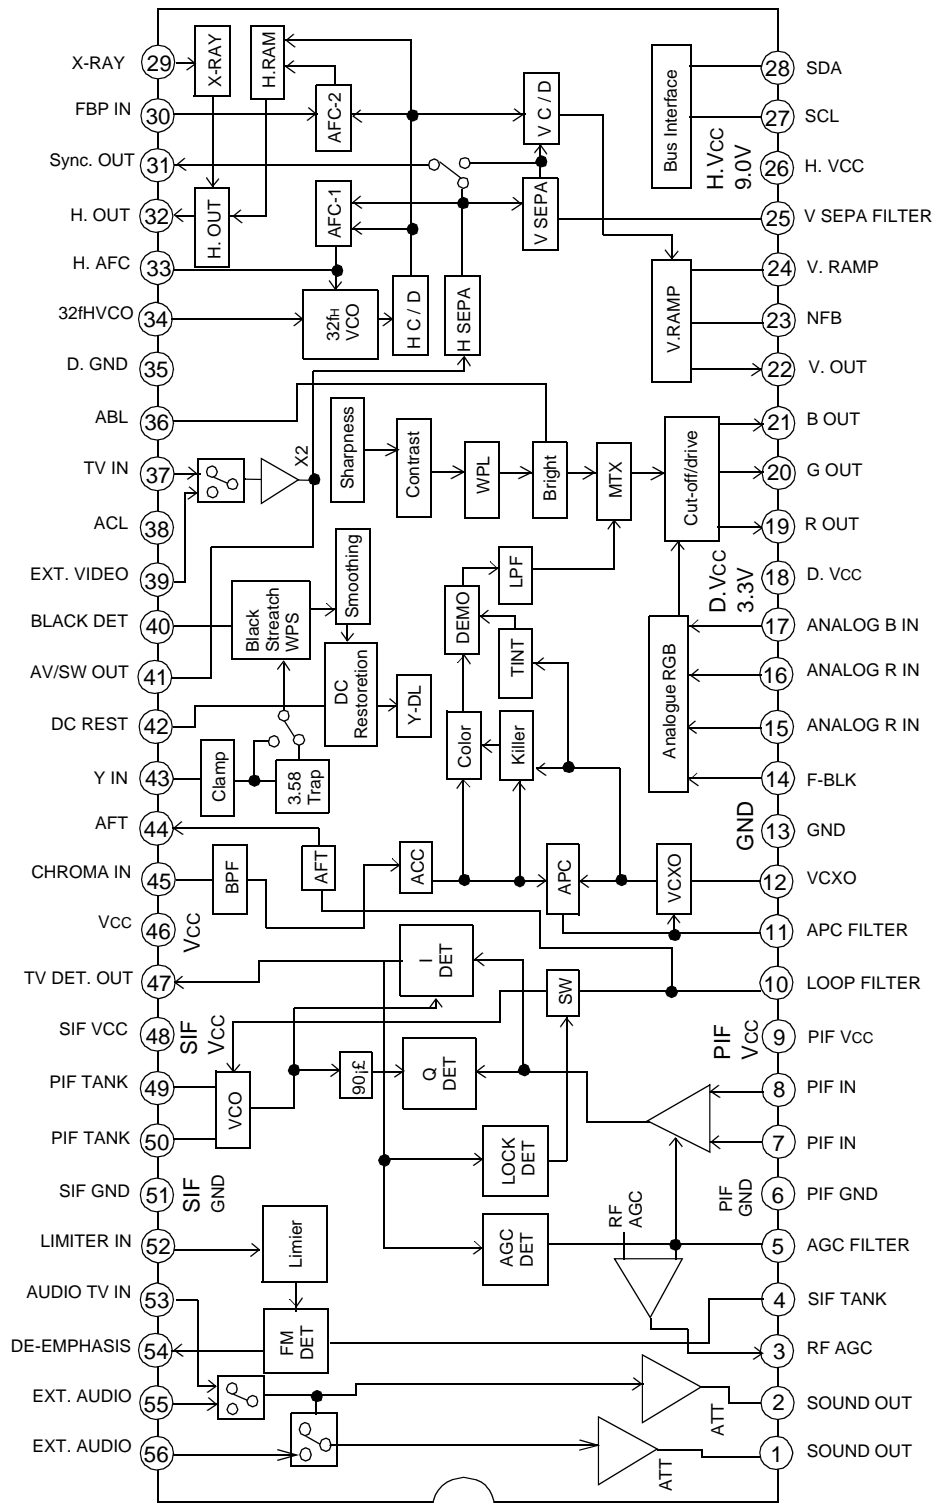 X-RAY
29
FBP IN
30
Sync. OUT
31
H. OUT
32
H. AFC
33
32fHVCO
34
D. GND
35
ABL
36
TV IN
37
ACL
38
EXT. VIDEO
39
BLACK DET
40
AV/SW OUT
41
DC REST
42
Y IN
43
AFT
44
CHROMA IN
45
VCC
46
TV DET. OUT
47
SIF VCC
48
PIF TANK
49
PIF TANK
50
SIF GND
51
LIMITER IN
52
AUDIO TV IN
53
DE-EMPHASIS
54
EXT. AUDIO
55
EXT. AUDIO
56
X-RAY
H.RAM
AFC-2
V C / D
Bus Interface
H.VCC
9.0V
H. OUT
AFC-1
V SEPA
32fH
VCO
H C / D
H SEPA
V.RAMP
X2
Sharpness
Contrast
WPL
Bright
MTX
Cut-off/drive
D.VCC
3.3V
Black
Streatch
WPS
Smoothing
DEMO
LPF
TINT
DC
Restoretion
Y-DL
Color
Killer
Analogue RGB
Clamp
3.58
Trap
GND
BPF
AFT
ACC
APC
VCXO
VCC
I
DET
SW
SIF
VCC
PIF
VCC
VCO
90¡£
Q
DET
LOCK
DET
SIF
GND
PIF
GND
RF
AGC
Limier
AGC
DET
FM
DET
ATT
ATT
28
SDA
27
SCL
26
H. VCC
25
V SEPA FILTER
24
V. RAMP
23
NFB
22
V. OUT
21
B OUT
20
G OUT
19
R OUT
18
D. VCC
17
ANALOG B IN
16
ANALOG R IN
15
ANALOG R IN
14
F-BLK
13
GND
12
VCXO
11
APC FILTER
10
LOOP FILTER
9
PIF VCC
8
PIF IN
7
PIF IN
6
PIF GND
5
AGC FILTER
4
SIF TANK
3
RF AGC
2
SOUND OUT
1
SOUND OUT